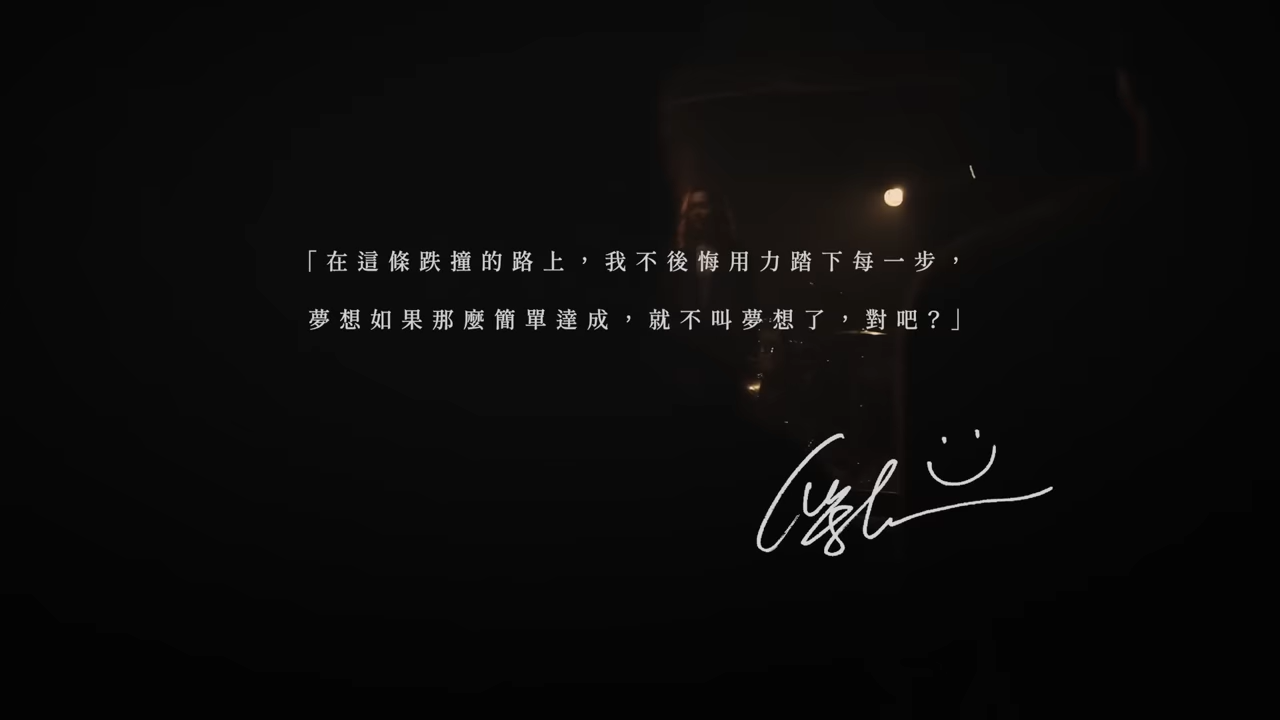 「在這條跌撞的路上，我不後悔用力踏下每一步，
夢想如果那麼簡單達成，就不叫夢想了，對吧？」